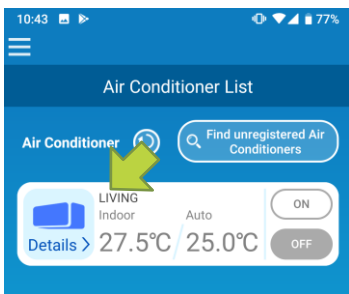 10:43 77%
Air Conditioner List
Air Conditioner Find unregistered Air
Conditioners
LIVING
Indoor Auto ON
Details > 27.5℃ 25.0℃ OFF